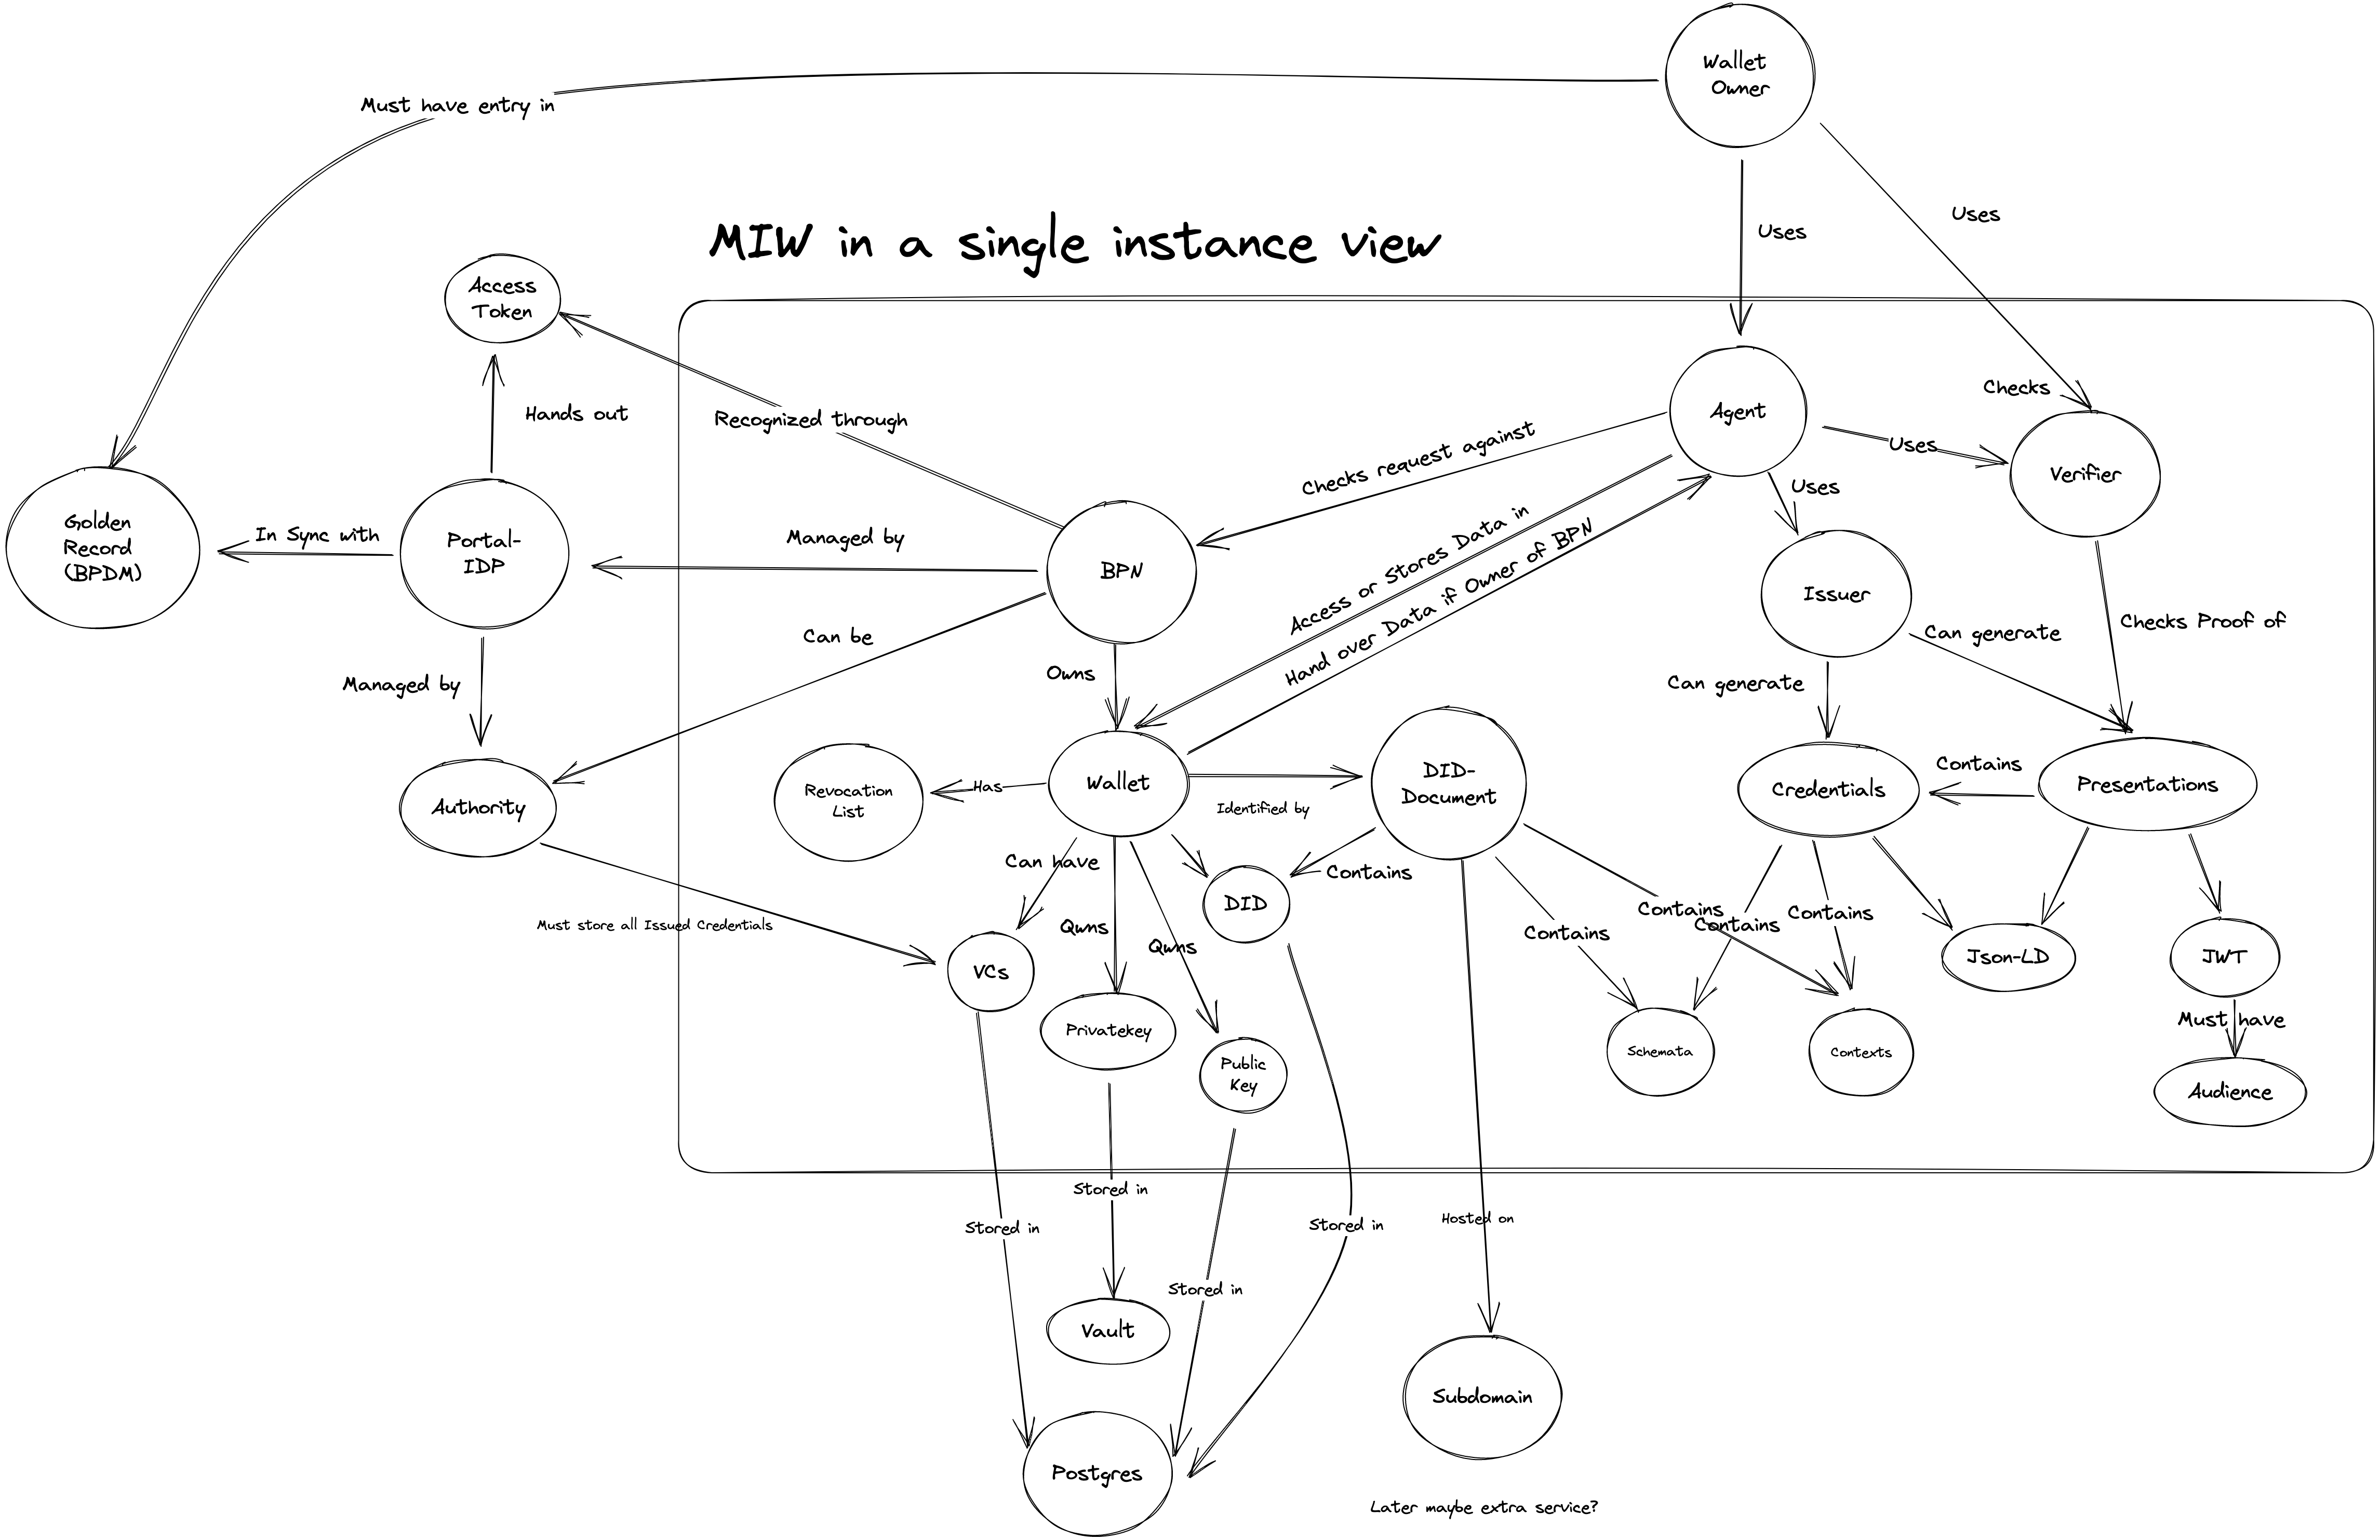 Wallet
Owner
Must have entry in
Uses
Uses
MIW in a single instance view
Access
Token
Hands out
Recognized through
Checks request against
Agent
Checks
Uses
Verifier
Uses
Golden
Record
(BPDM)
In Sync with
Portal-
IDP
Managed by
BPN
Access or Stores Data in
Hand over Data if Owner of BPN
Issuer
Can generate
Checks Proof of
Can be
Owns
Managed by
Can generate
Authority
Revocation
List
Has
Wallet
Identified by
DID-
Document
Credentials
Contains
Presentations
Can have
Contains
DID
Must store all Issued Credentials
Qwns
Qwns
Contains
Contains
Contains
Contains
VCs
Json-LD
JWT
Privatekey
Public
Key
Schemata
Contexts
Must have
Audience
Stored in
Stored in
Stored in
Hosted on
Stored in
Vault
Subdomain
Postgres
Later maybe extra service?